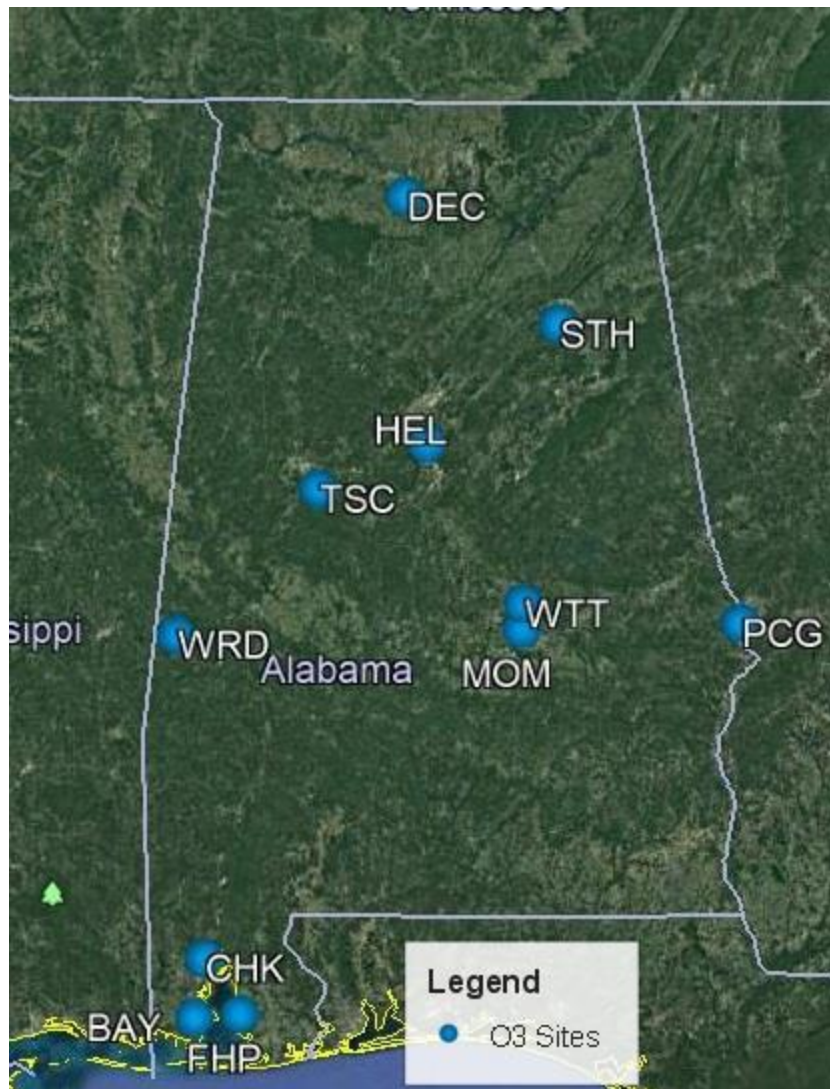 DEC
STH
HEL
TSC
WTT
sippi
WRD
PCG
Alabama
MOM
CHK
Legend
BAY
O3 Sites
FHP